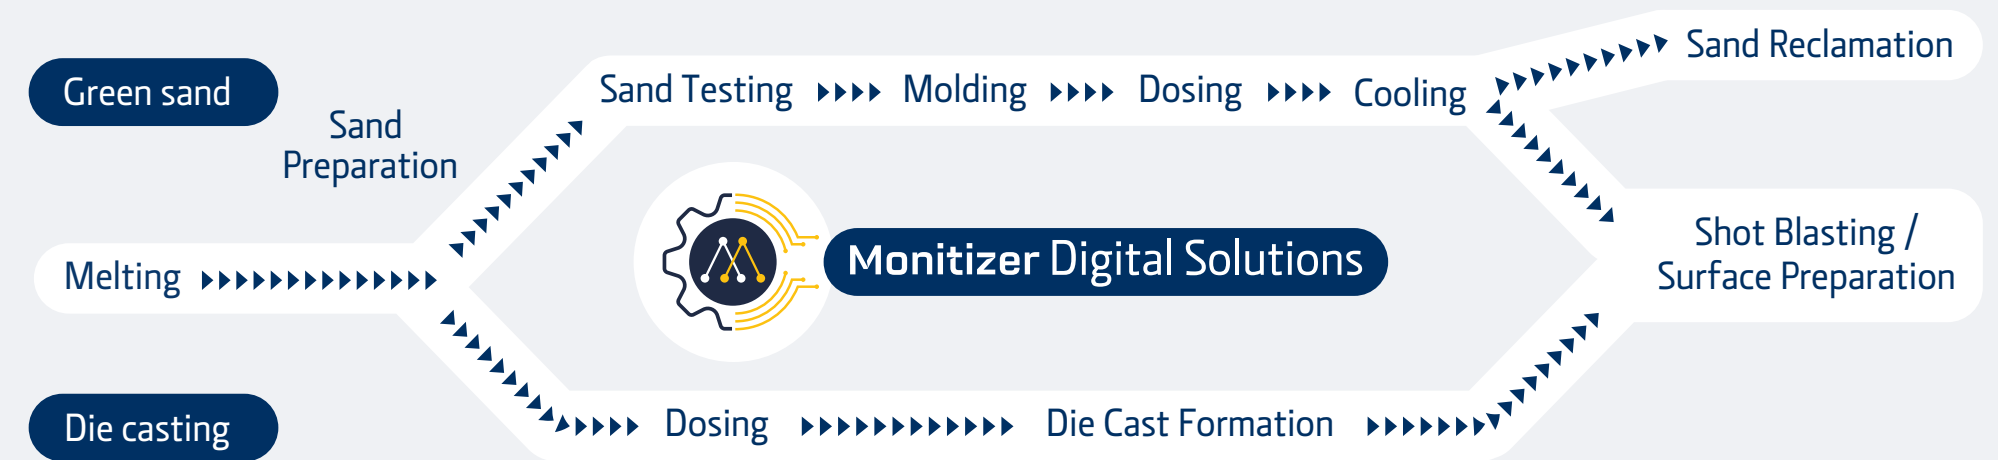 Green sand
Sand
Preparation
Sand Testing
Molding
Dosing
Cooling
Sand Reclamation
Melting
Monitizer Digital Solutions
Shot Blasting /
Surface Preparation
Die casting
Dosing
Die Cast Formation